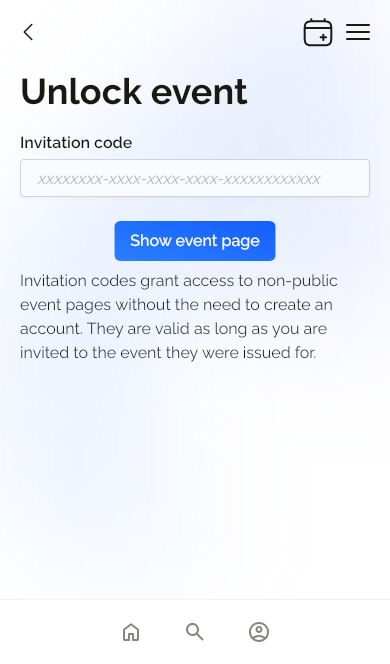 Unlock event
Invitation code
xxxxxxxx-xxxx-xxxx-xxxx-xxxxxxxxxxxx
Show event page
Invitation codes grant access to non-public
event pages without the need to create an
account. They are valid as long as you are
invited to the event they were issued for.